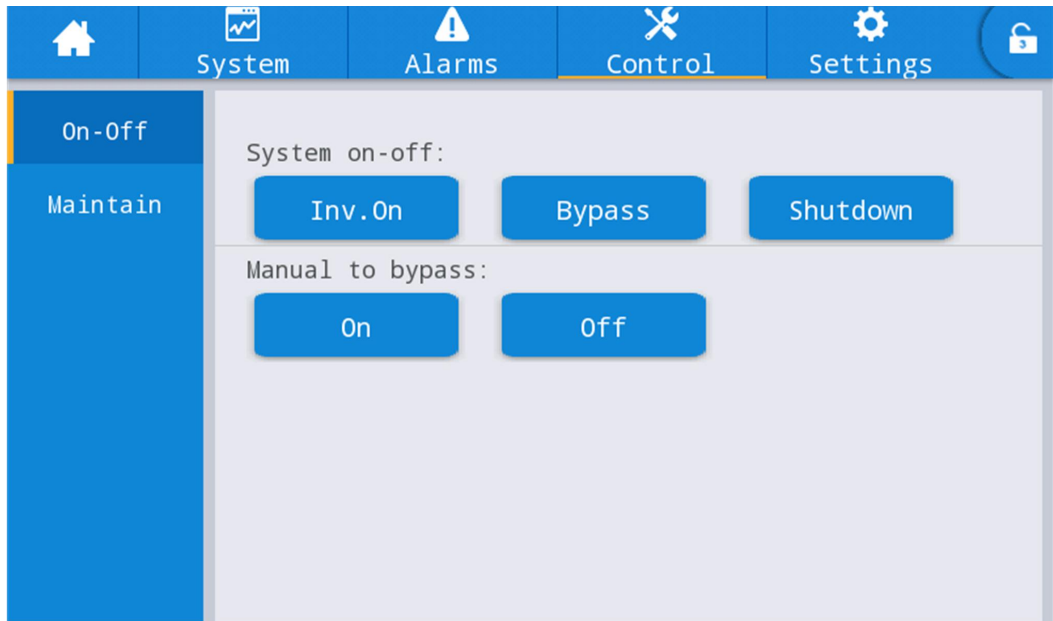 System
Alarms
Control
Settings
3
On-Off
Maintain
System on-off:
Inv.On
Bypass
Shutdown
Manual to bypass:
On
Off